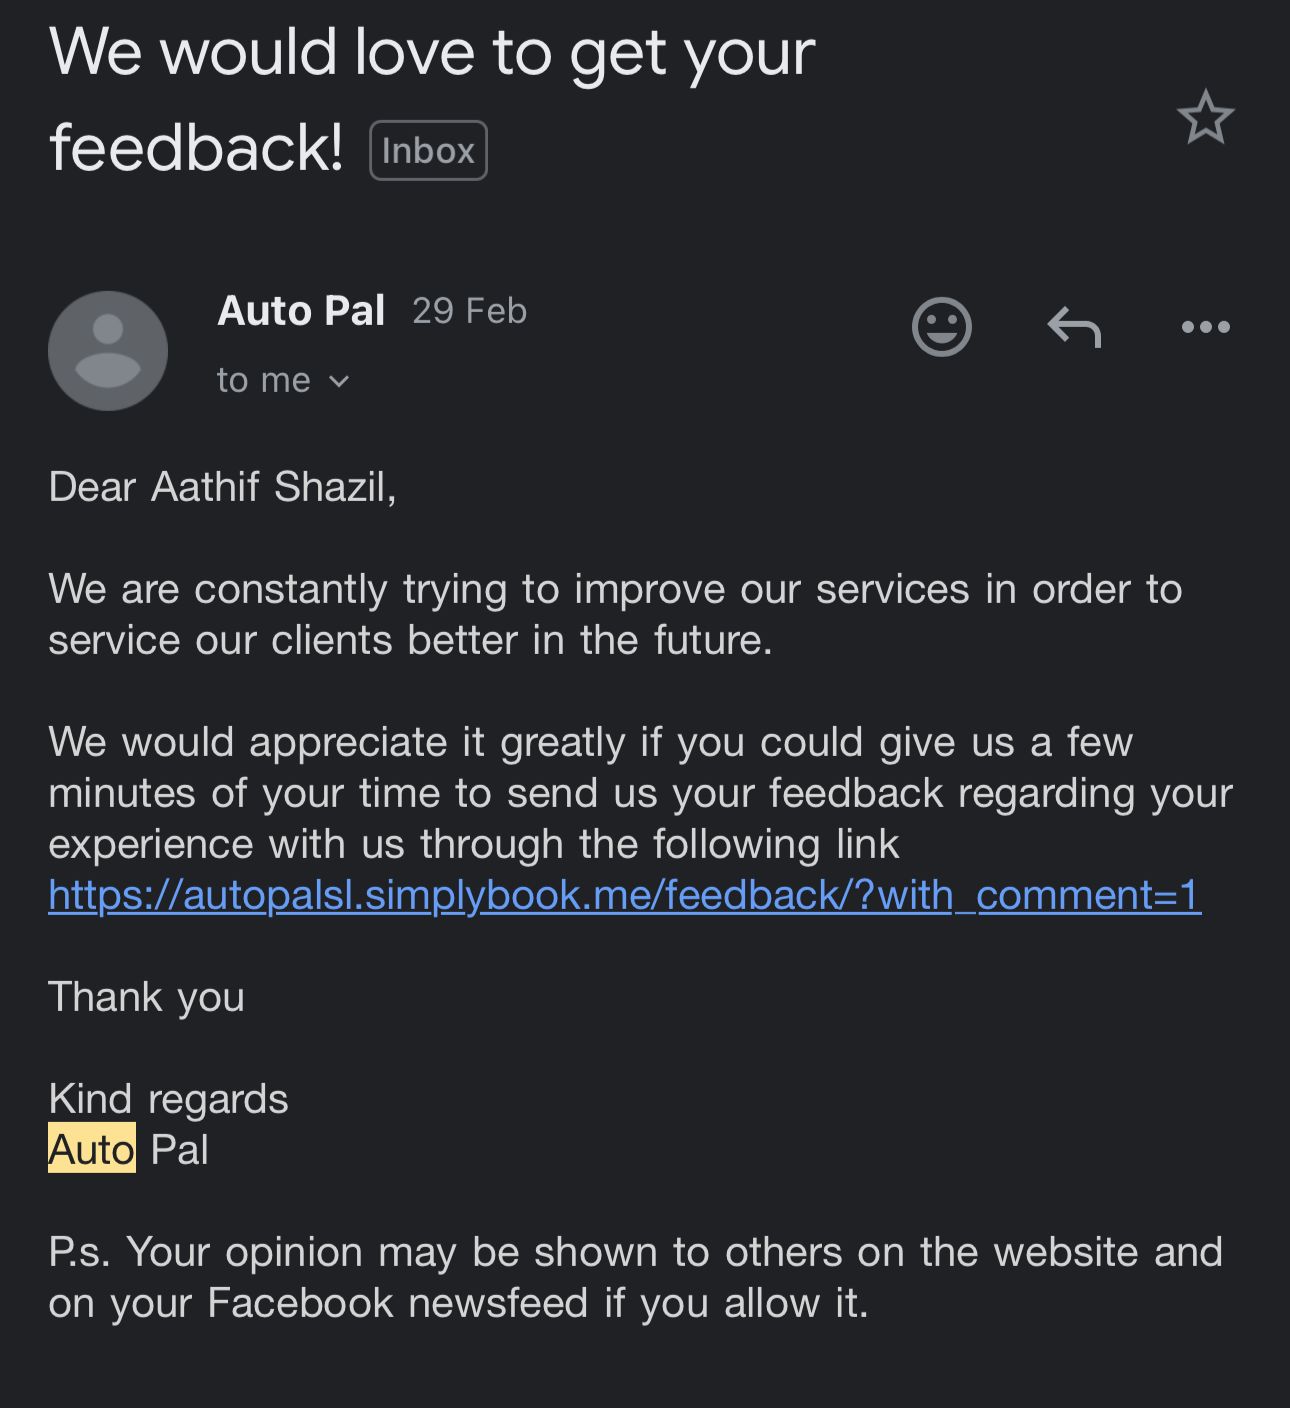 We would love to get your
feedback! Inbox
Auto Pal 29 Feb
to me
Dear Aathif Shazil,
We are constantly trying to improve our services in order to
service our clients better in the future.
We would appreciate it greatly if you could give us a few
minutes of your time to send us your feedback regarding your
experience with us through the following link
https://autopalsl.simplybook.me/feedback/?with_comment=1
Thank you
Kind regards
Auto Pal
P.s. Your opinion may be shown to others on the website and
on your Facebook newsfeed if you allow it.